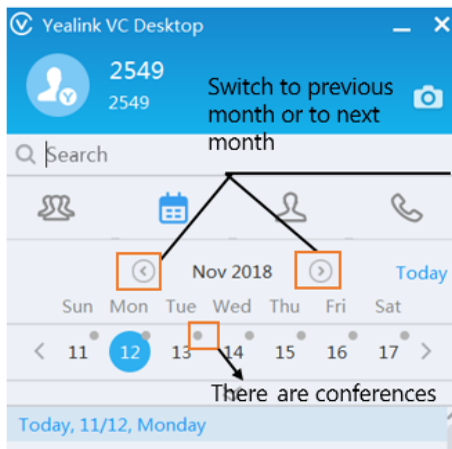 Yealink VC Desktop
2549
2549
Switch to previous
month or to next
month
Search
Nov 2018
Today
Sun Mon Tue Wed Thu Fri Sat
11 12 13 14 15 16 17
There are conferences
Today, 11/12, Monday